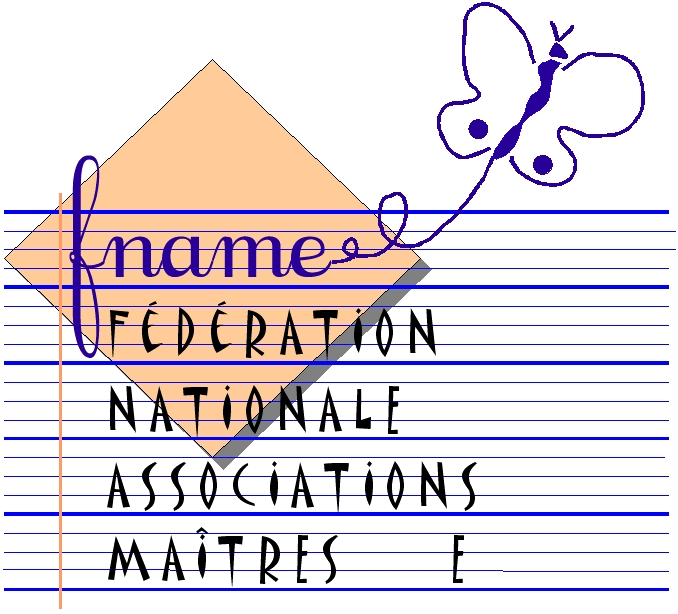 fname
FÉDÉRATION
NATIONALE
ASSOCIATIONS
MAÎTRES E